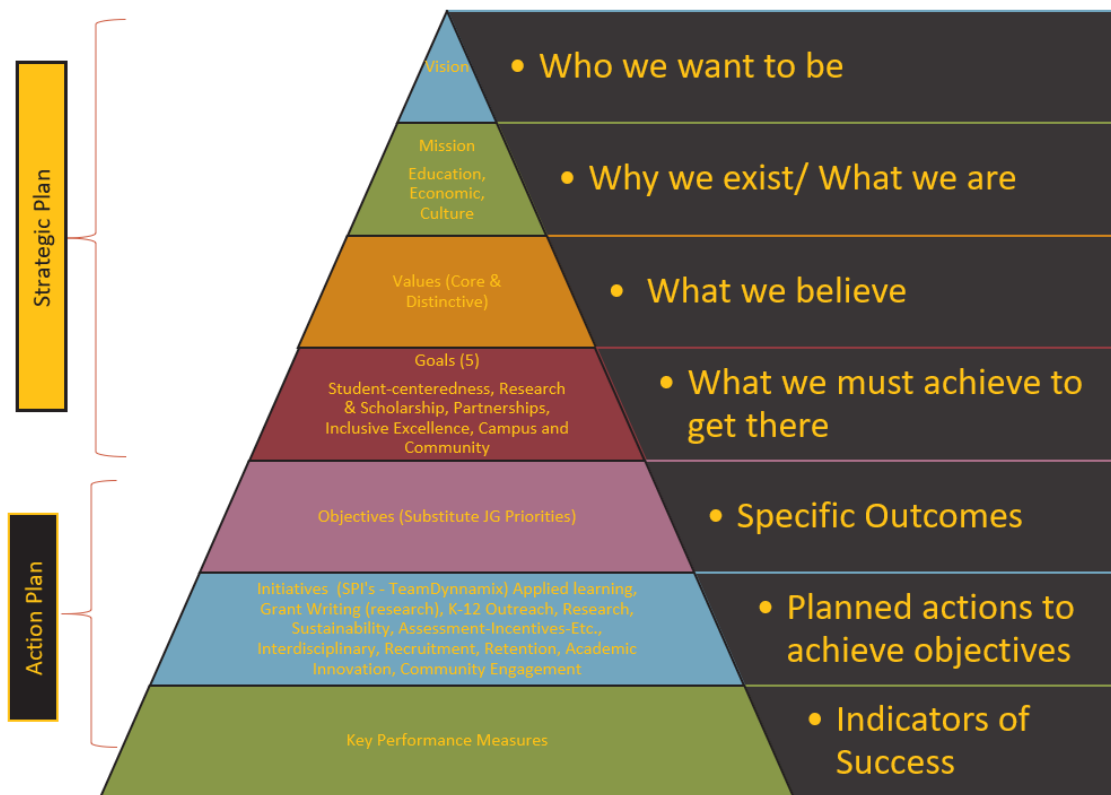 Strategic Plan
Vision
• Who we want to be
Mission
Education,
Economic,
Culture
• Why we exist/ What we are
Values (Core &
Distinctive)
• What we believe
Goals (5)
Student-centeredness, Research
& Scholarship, Partnerships,
Inclusive Excellence, Campus and
Community
• What we must achieve to
get there
Action Plan
Objectives (Substitute JG Priorities)
• Specific Outcomes
Initiatives  (SPI's - TeamDynnamix) Applied learning,
Grant Writing (research), K-12 Outreach, Research,
Sustainability, Assessment-Incentives-Etc.,
Interdisciplinary, Recruitment, Retention, Academic
Innovation, Community Engagement
• Planned actions to
achieve objectives
Key Performance Measures
• Indicators of
Success